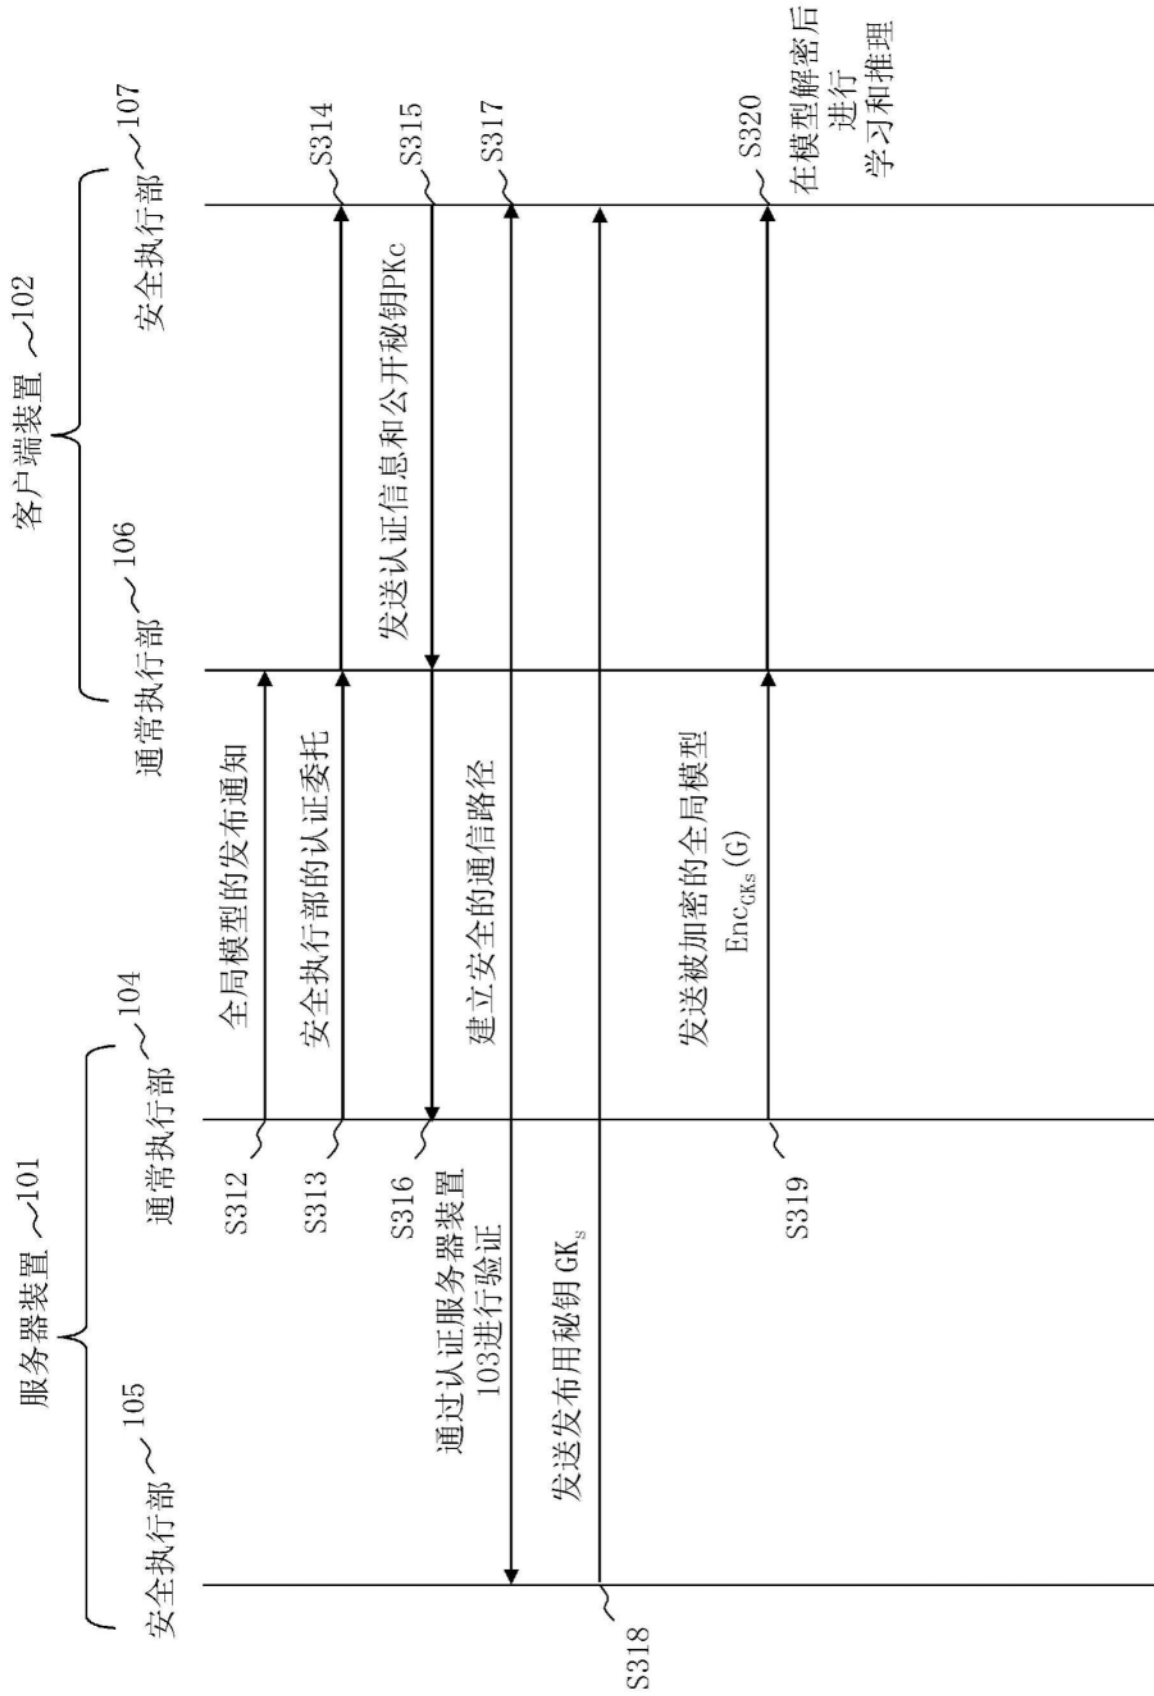 服务器装置 101
客户端装置 102
安全执行部 105
通常执行部 104
通常执行部 106
安全执行部 107
S312
全局模型的发布通知
S313
安全执行部的认证委托
S314
S315
发送认证信息和公开秘钥PKc
S316
通过认证服务器装置
103进行验证
建立安全的通信路径
S317
S318
发送发布用秘钥GKs
S319
发送被加密的全局模型
EncGKs(G)
S320
在模型解密后
进行
学习和推理